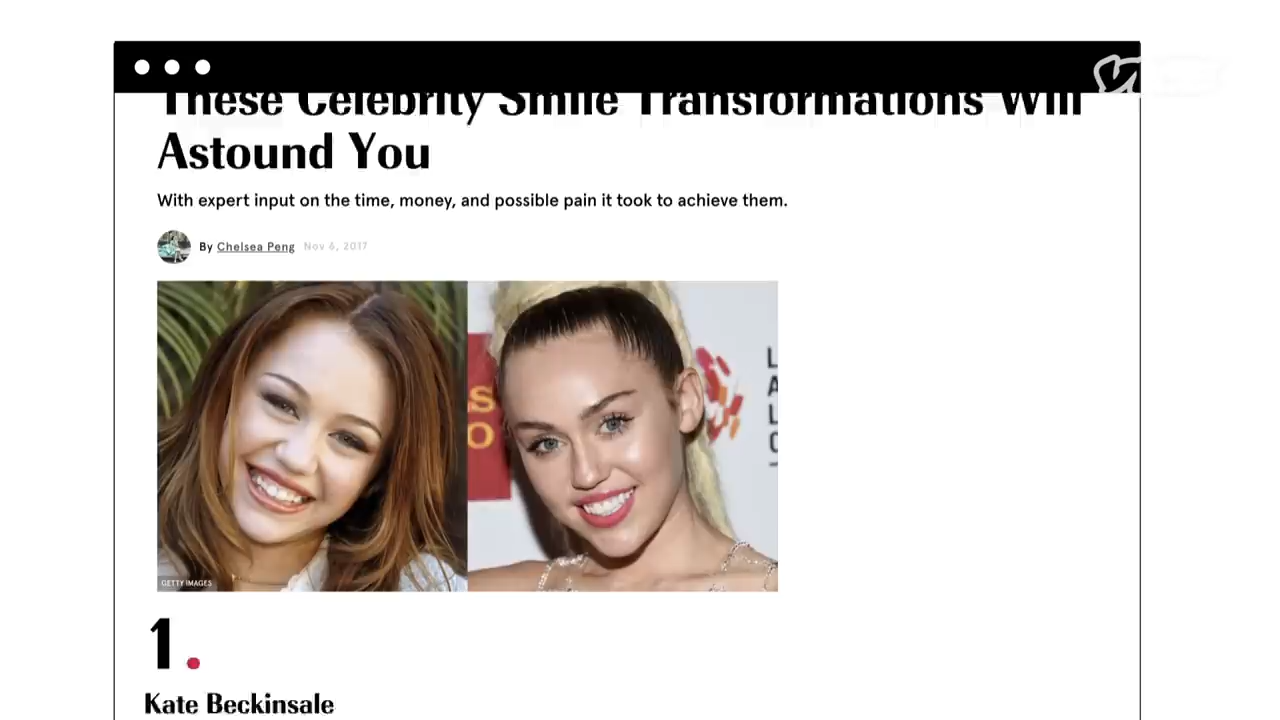 These Celebrity Smile Transformations Will
Astound You
With expert input on the time, money, and possible pain it took to achieve them.
By Chelsea Peng Nov 6, 2017
S
O
L
A
L
GETTY IMAGES
1.
Kate Beckinsale